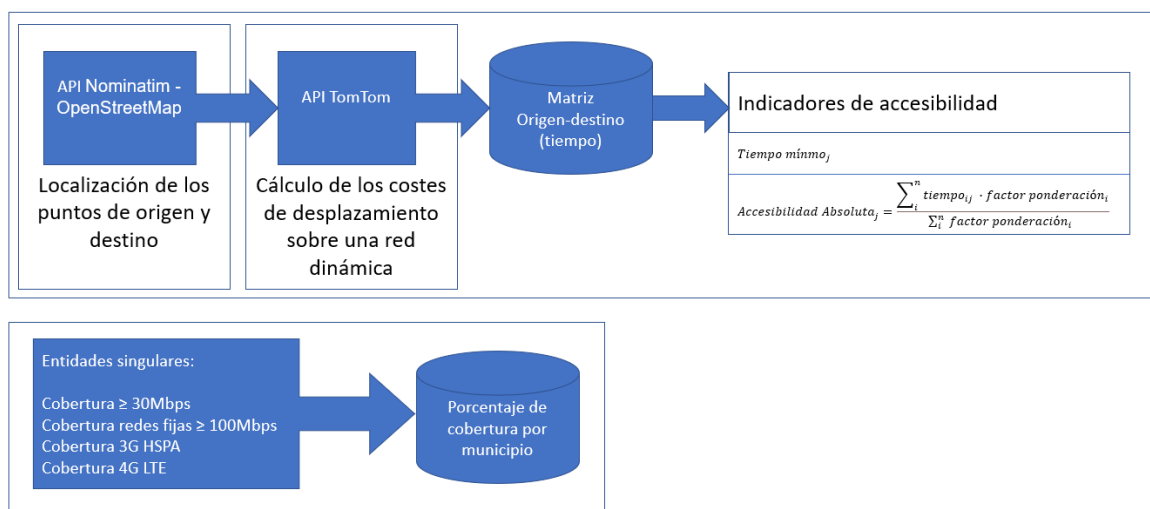 API Nominatim -
OpenStreetMap
Localización de los
puntos de origen y
destino
API TomTom
Cálculo de los costes
de desplazamiento
sobre una red
dinámica
Matriz
Origen-destino
(tiempo)
Indicadores de accesibilidad
Tiempo mínmo_j
Accesibilidad Absoluta_j = ∑_i^n tiempo_ij · factor ponderación_i / ∑_i^n factor ponderación_i
Entidades singulares:
Cobertura ≥ 30Mbps
Cobertura redes fijas ≥ 100Mbps
Cobertura 3G HSPA
Cobertura 4G LTE
Porcentaje de
cobertura por
municipio